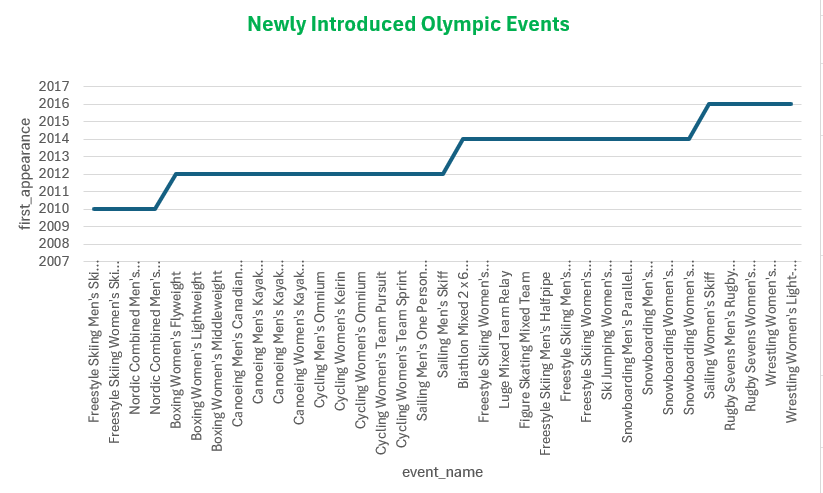 Newly Introduced Olympic Events
2017
2016
2015
2014
2013
2012
2011
2010
2009
2008
2007
first_appearance
Freestyle Skiing Men's Ski...
Freestyle Skiing Women's Ski...
Nordic Combined Men's...
Nordic Combined Men's...
Boxing Women's Flyweight
Boxing Women's Lightweight
Boxing Women's Middleweight
Canoeing Men's Canadian...
Canoeing Men's Kayak...
Canoeing Men's Kayak...
Canoeing Women's Kayak...
Cycling Men's Omnium
Cycling Women's Keirin
Cycling Women's Omnium
Cycling Women's Team Pursuit
Cycling Women's Team Sprint
Sailing Men's One Person...
Sailing Men's Skiff
Biathlon Mixed 2 x 6...
Freestyle Skiing Women's...
Luge Mixed Team Relay
Figure Skating Mixed Team
Freestyle Skiing Men's Halfpipe
Freestyle Skiing Men's...
Freestyle Skiing Women's...
Ski Jumping Women's...
Snowboarding Men's Parallel...
Snowboarding Men's...
Snowboarding Women's...
Snowboarding Women's...
Sailing Women's Skiff
Rugby Sevens Men's Rugby...
Rugby Sevens Women's...
Wrestling Women's...
Wrestling Women's Light-...
event_name